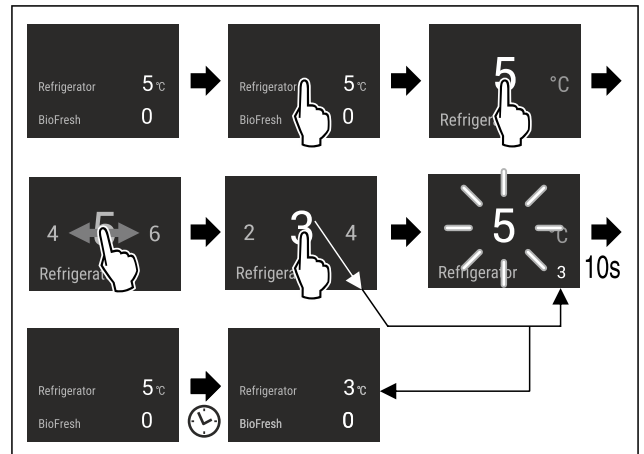 Refrigerator 5 °C
BioFresh 0
Refrigerator 5 °C
BioFresh 0
5 °C
Refriger
4 5 6
Refrigera
2 3 4
Refrigera
5 °C
Refrigerator 3
10s
Refrigerator 5 °C
BioFresh 0
Refrigerator 3 °C
BioFresh 0